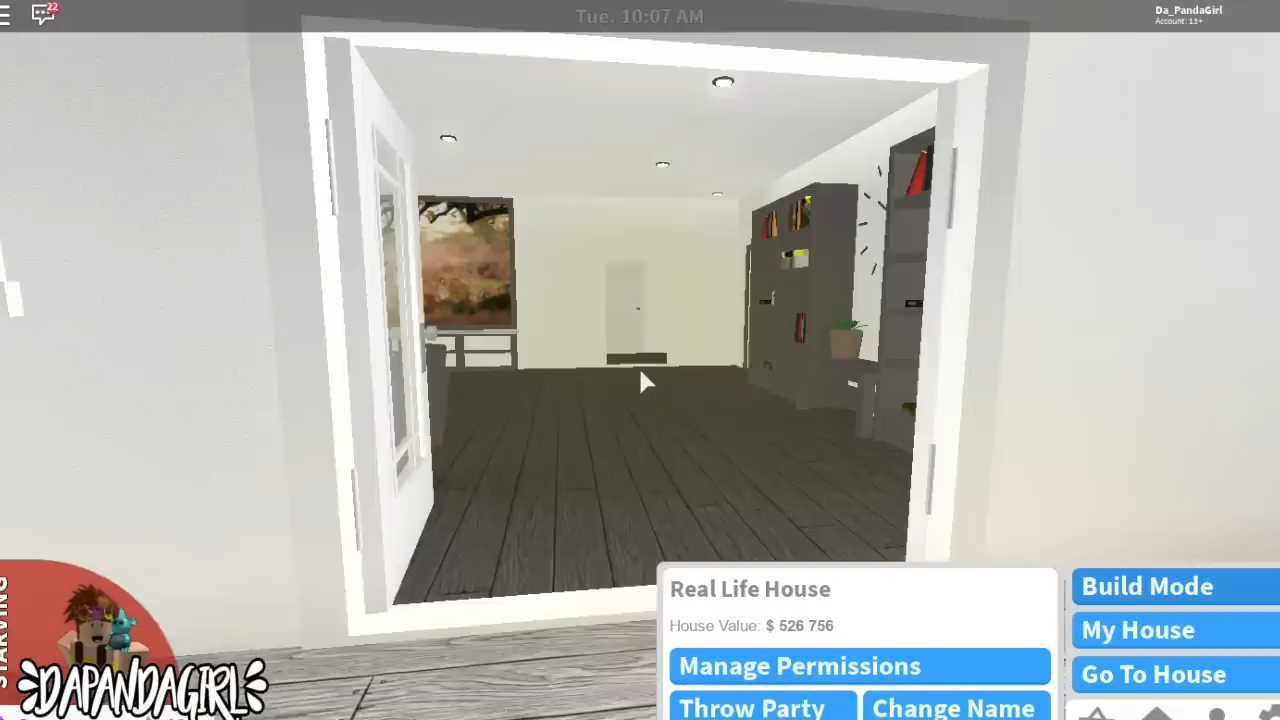 22
Tue. 10:07 AM
Da_PandaGirl
Account: 13+
STARVING
DAPANDAGIRL
Real Life House
House Value: $ 526 756
Manage Permissions
Throw Party
Change Name
Build Mode
My House
Go To House